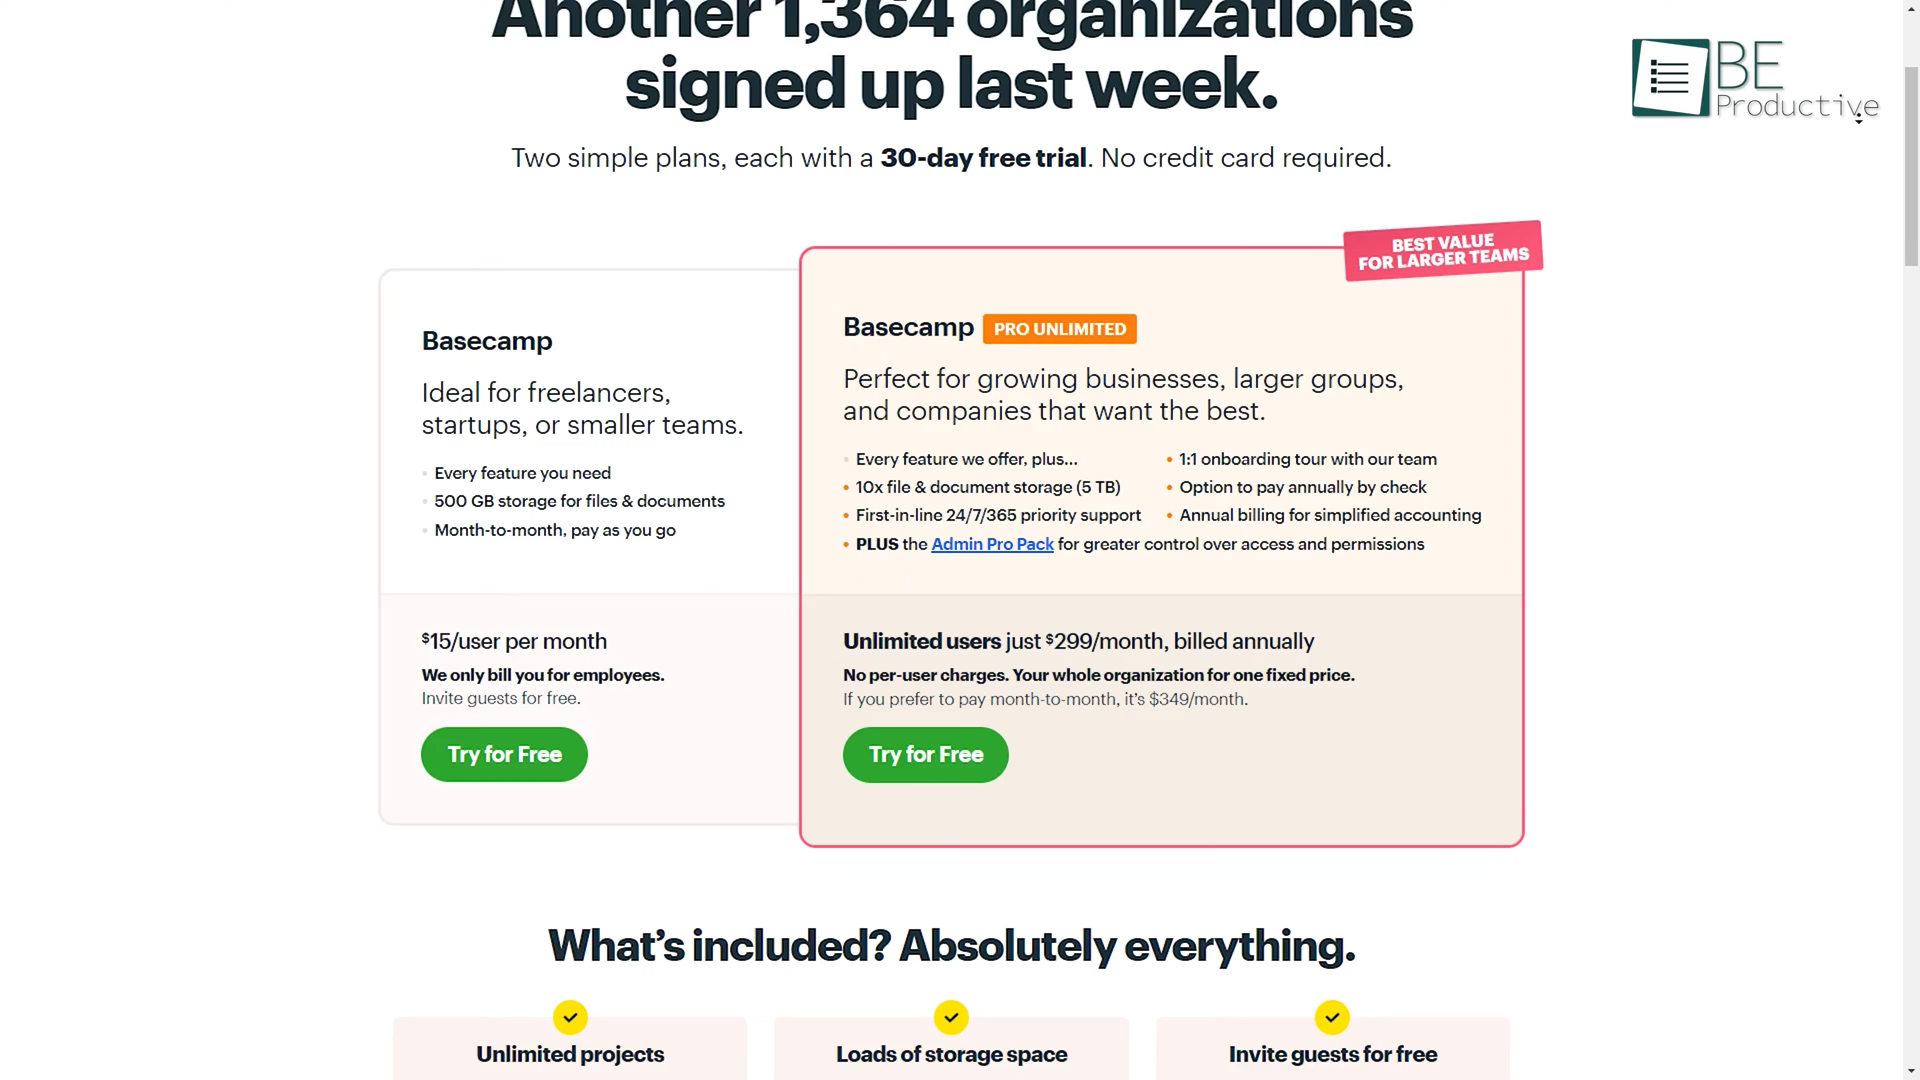 Another 1,364 organizations
signed up last week.
BE
Productive
Two simple plans, each with a 30-day free trial. No credit card required.
BEST VALUE
FOR LARGER TEAMS
Basecamp
Ideal for freelancers,
startups, or smaller teams.
Every feature you need
500 GB storage for files & documents
Month-to-month, pay as you go
$15/user per month
We only bill you for employees.
Invite guests for free.
Try for Free
Basecamp PRO UNLIMITED
Perfect for growing businesses, larger groups,
and companies that want the best.
Every feature we offer, plus...
10x file & document storage (5 TB)
First-in-line 24/7/365 priority support
1:1 onboarding tour with our team
Option to pay annually by check
Annual billing for simplified accounting
PLUS the Admin Pro Pack for greater control over access and permissions
Unlimited users just $299/month, billed annually
No per-user charges. Your whole organization for one fixed price.
If you prefer to pay month-to-month, it's $349/month.
Try for Free
What's included? Absolutely everything.
Unlimited projects
Loads of storage space
Invite guests for free